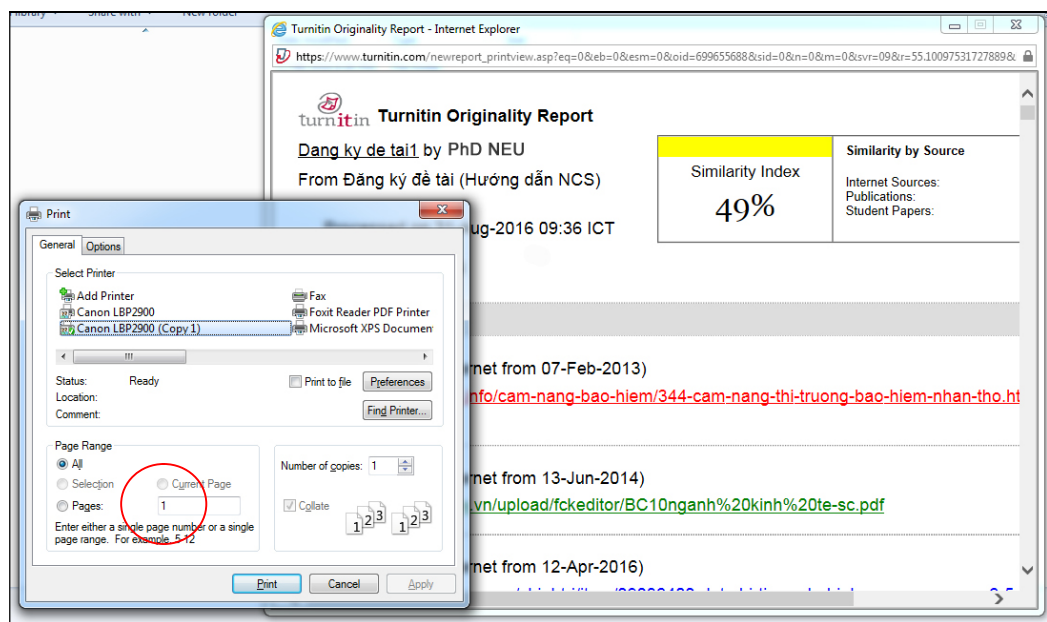 Share with
New folder
Turnitin Originality Report - Internet Explorer
https://www.turnitin.com/newreport_printview.asp?eq=0&eb=0&esm=0&oid=699655688&sid=0&n=0&m=0&svr=09&r=55.10097531727889&
turnitin Turnitin Originality Report
Dang ky de tai1 by PhD NEU
From Đăng ký đề tài (Hướng dẫn NCS)
ug-2016 09:36 ICT
Similarity Index
49%
Similarity by Source
Internet Sources:
Publications:
Student Papers:
rnet from 07-Feb-2013)
nfo/cam-nang-bao-hiem/344-cam-nang-thi-truong-bao-hiem-nhan-tho.ht
rnet from 13-Jun-2014)
.vn/upload/fckeditor/BC10nganh%20kinh%20te-sc.pdf
rnet from 12-Apr-2016)
Print
General
Options
Select Printer
Add Printer
Canon LBP2900
Canon LBP2900 (Copy 1)
Fax
Foxit Reader PDF Printer
Microsoft XPS Documen
Status: Ready
Location:
Comment:
Print to file
Preferences
Find Printer...
Page Range
All
Selection
Current Page
Pages: 1
Enter either a single page number or a single
page range. For example, 5-12
Number of copies: 1
Collate
1 2 3
1 2 3
Print
Cancel
Apply